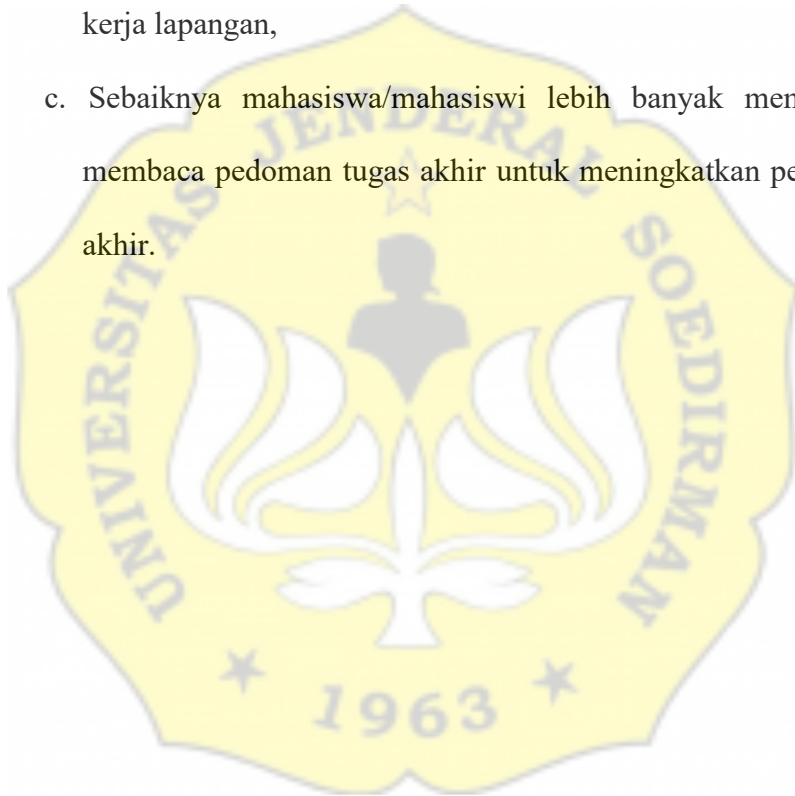 kerja lapangan,
c. Sebaiknya mahasiswa/mahasiswi lebih banyak men
membaca pedoman tugas akhir untuk meningkatkan pe
akhir.
UNIVERSITAS JENDERAL SOEDIRMAN
1963